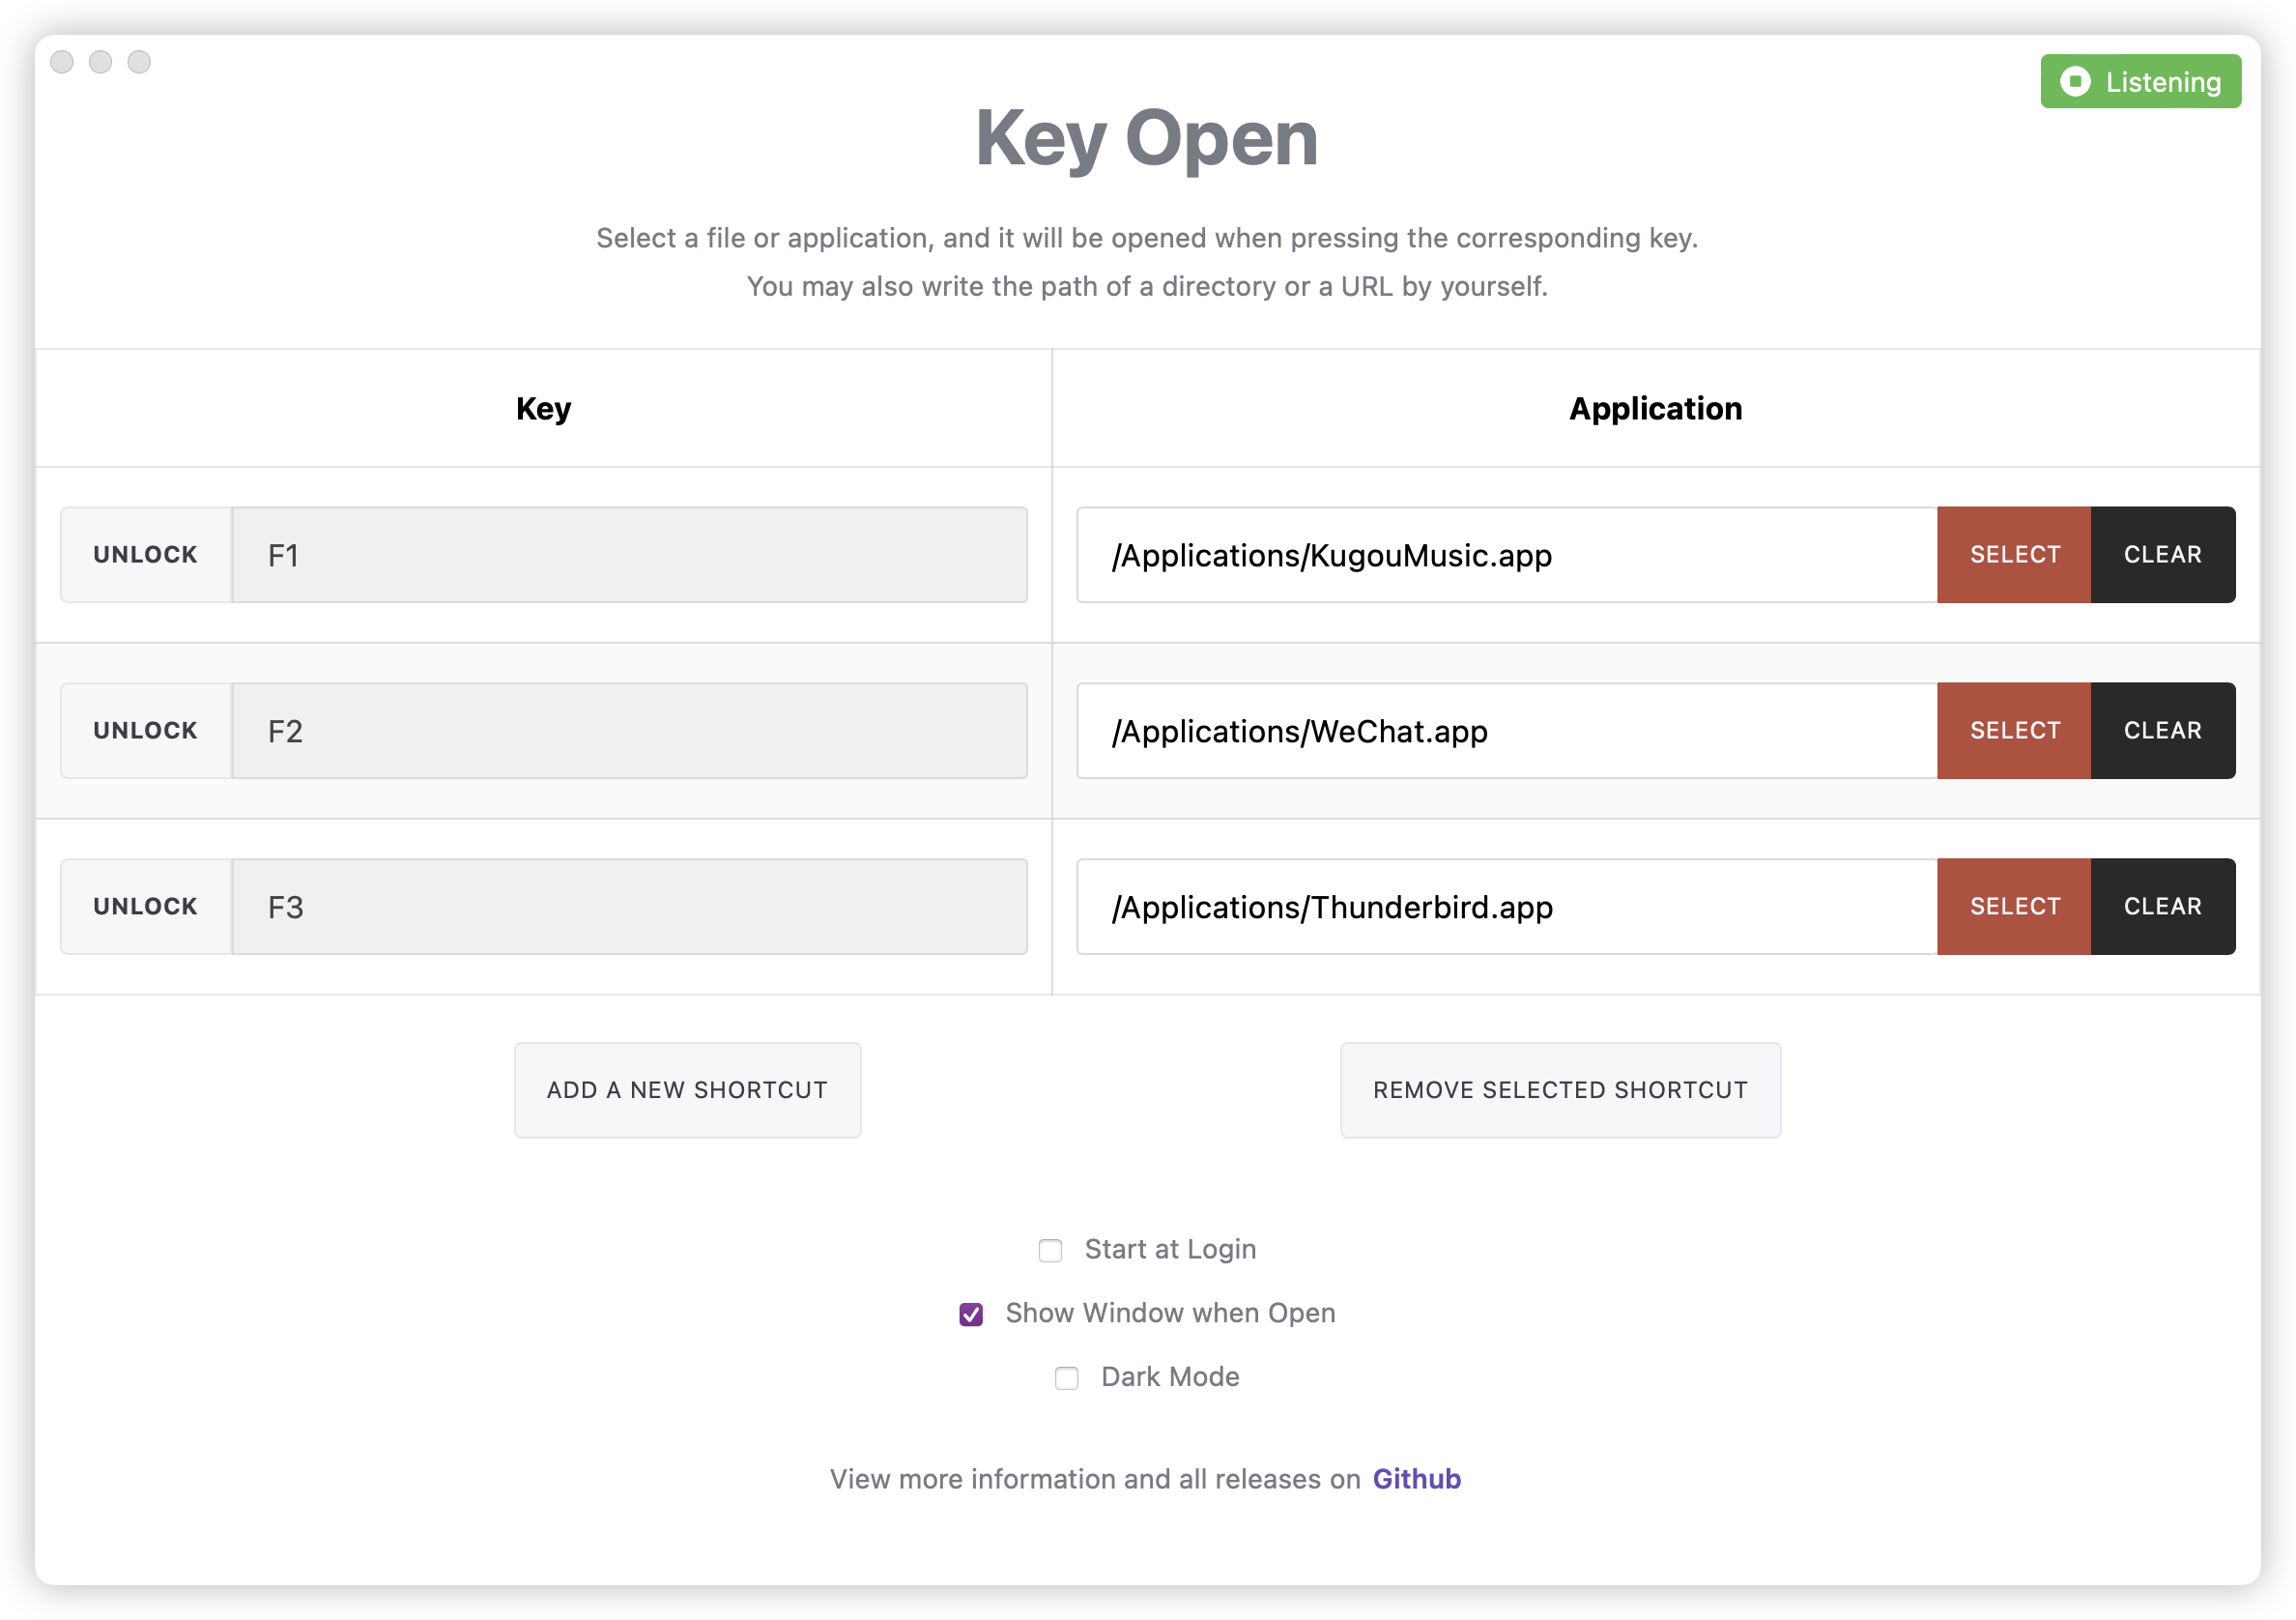 Listening
Key Open
Select a file or application, and it will be opened when pressing the corresponding key.
You may also write the path of a directory or a URL by yourself.
Key Application
UNLOCK F1 /Applications/KugouMusic.app SELECT CLEAR
UNLOCK F2 /Applications/WeChat.app SELECT CLEAR
UNLOCK F3 /Applications/Thunderbird.app SELECT CLEAR
ADD A NEW SHORTCUT REMOVE SELECTED SHORTCUT
Start at Login
Show Window when Open
Dark Mode
View more information and all releases on Github